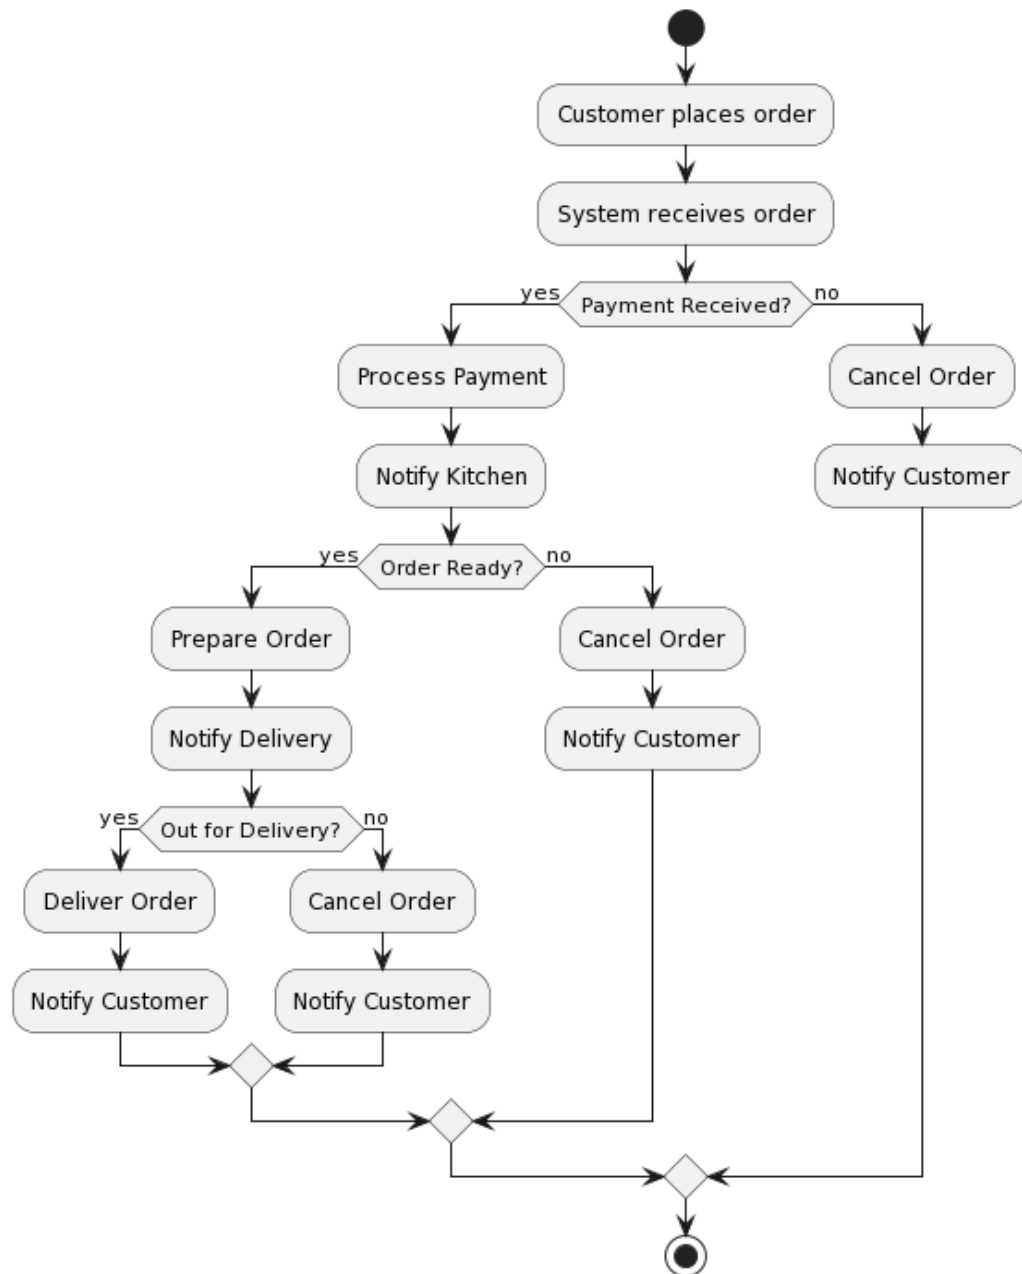 Customer places order
System receives order
yes
Payment Received?
no
Process Payment
Cancel Order
Notify Kitchen
Notify Customer
yes
Order Ready?
no
Prepare Order
Cancel Order
Notify Delivery
Notify Customer
yes
Out for Delivery?
no
Deliver Order
Cancel Order
Notify Customer
Notify Customer